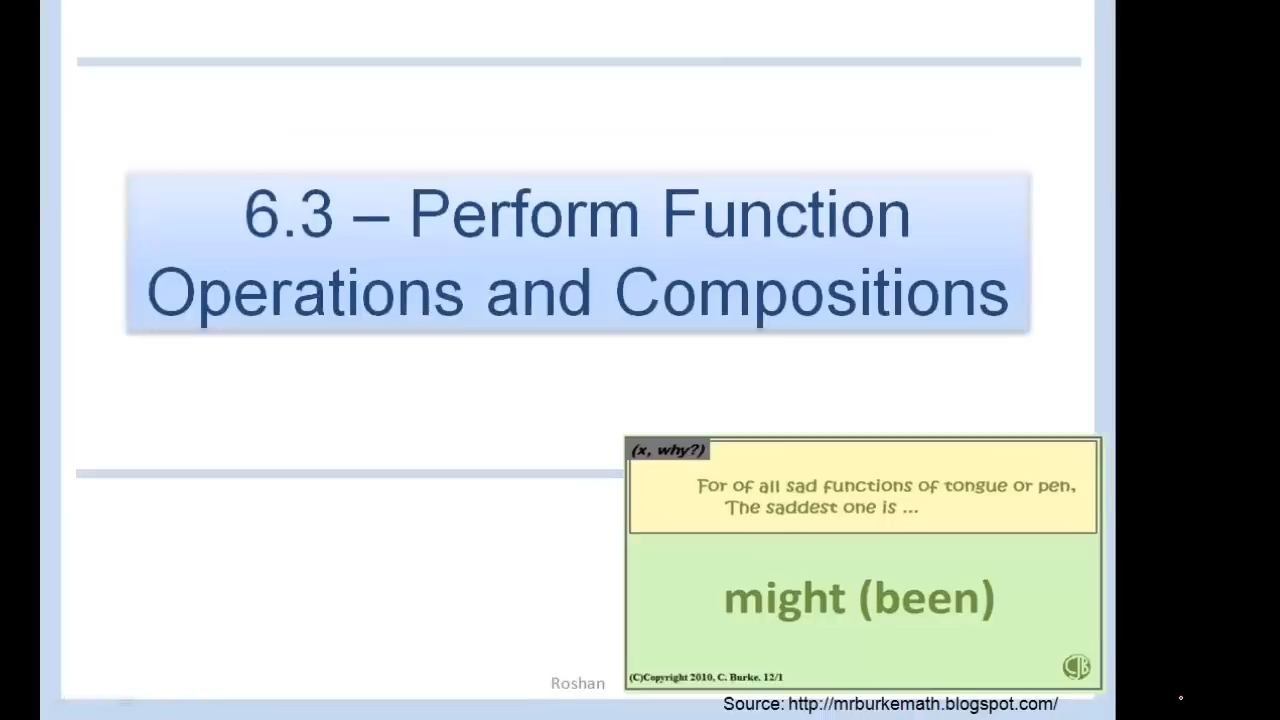 6.3 – Perform Function
Operations and Compositions
(x, why?)
For of all sad functions of tongue or pen,
The saddest one is ...
might (been)
(C)Copyright 2010, C. Burke. 12/1
CJB
Roshan
Source: http://mrburkemath.blogspot.com/